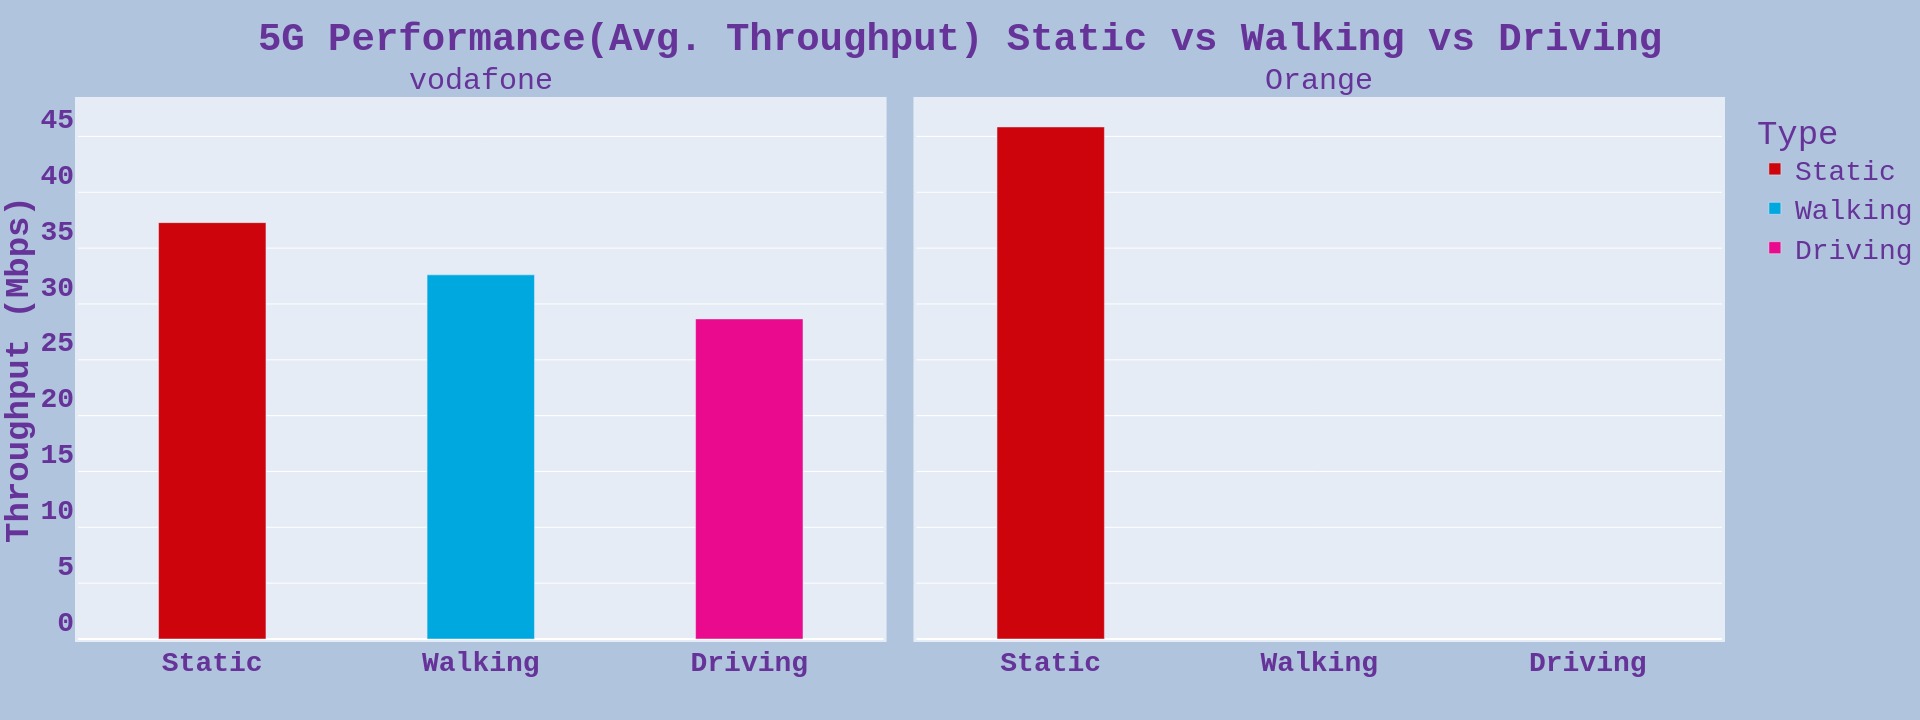 5G Performance(Avg. Throughput) Static vs Walking vs Driving
vodafone
Orange
Throughput (Mbps)
45
40
35
30
25
20
15
10
5
0
Static
Walking
Driving
Static
Walking
Driving
Type
Static
Walking
Driving